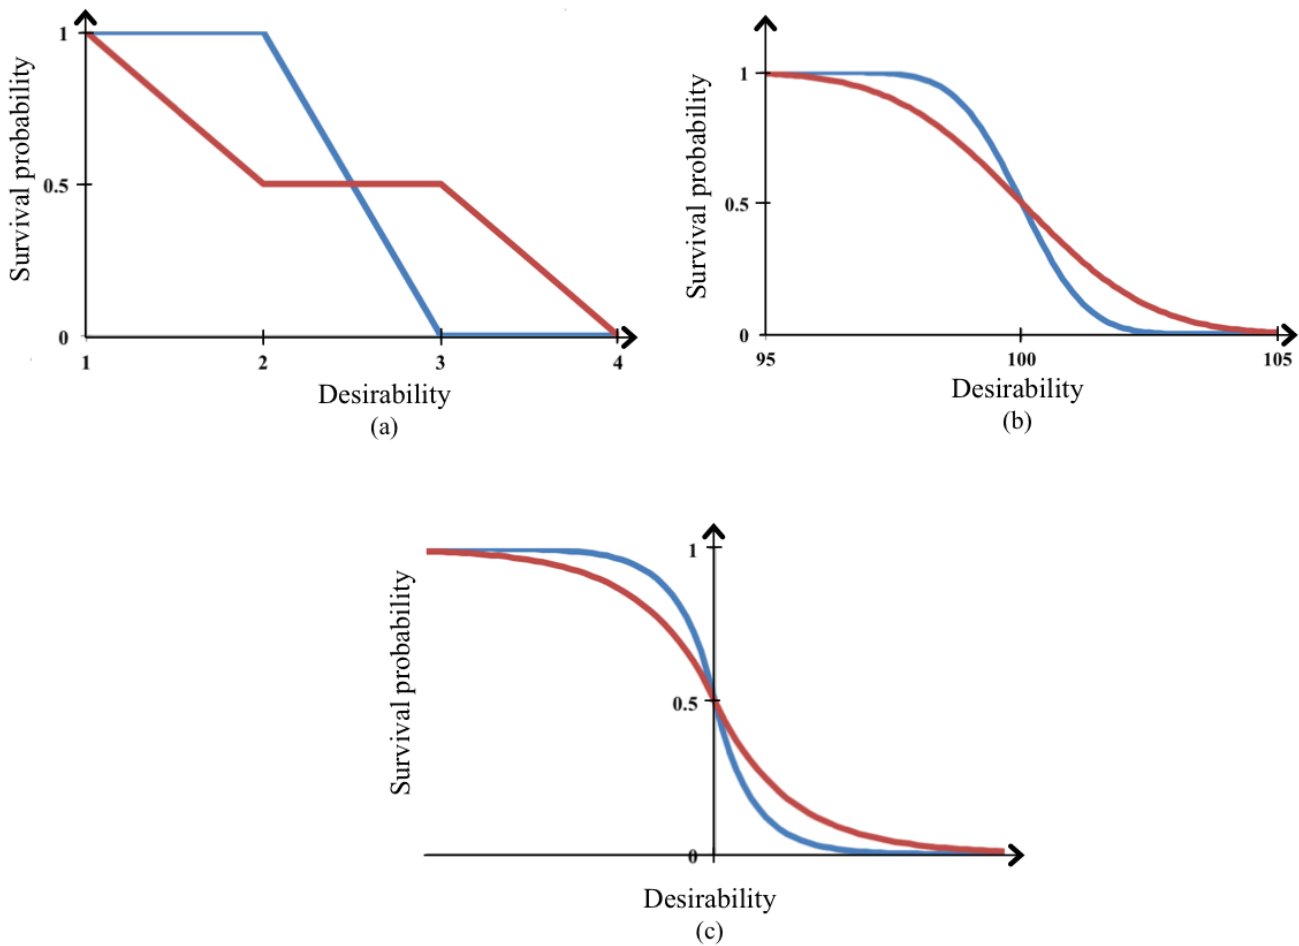 1
0.5
0
Survival probability
1 2 3 4
Desirability
(a)
1
0.5
0
Survival probability
95 100 105
Desirability
(b)
1
0.5
0
Survival probability
Desirability
(c)